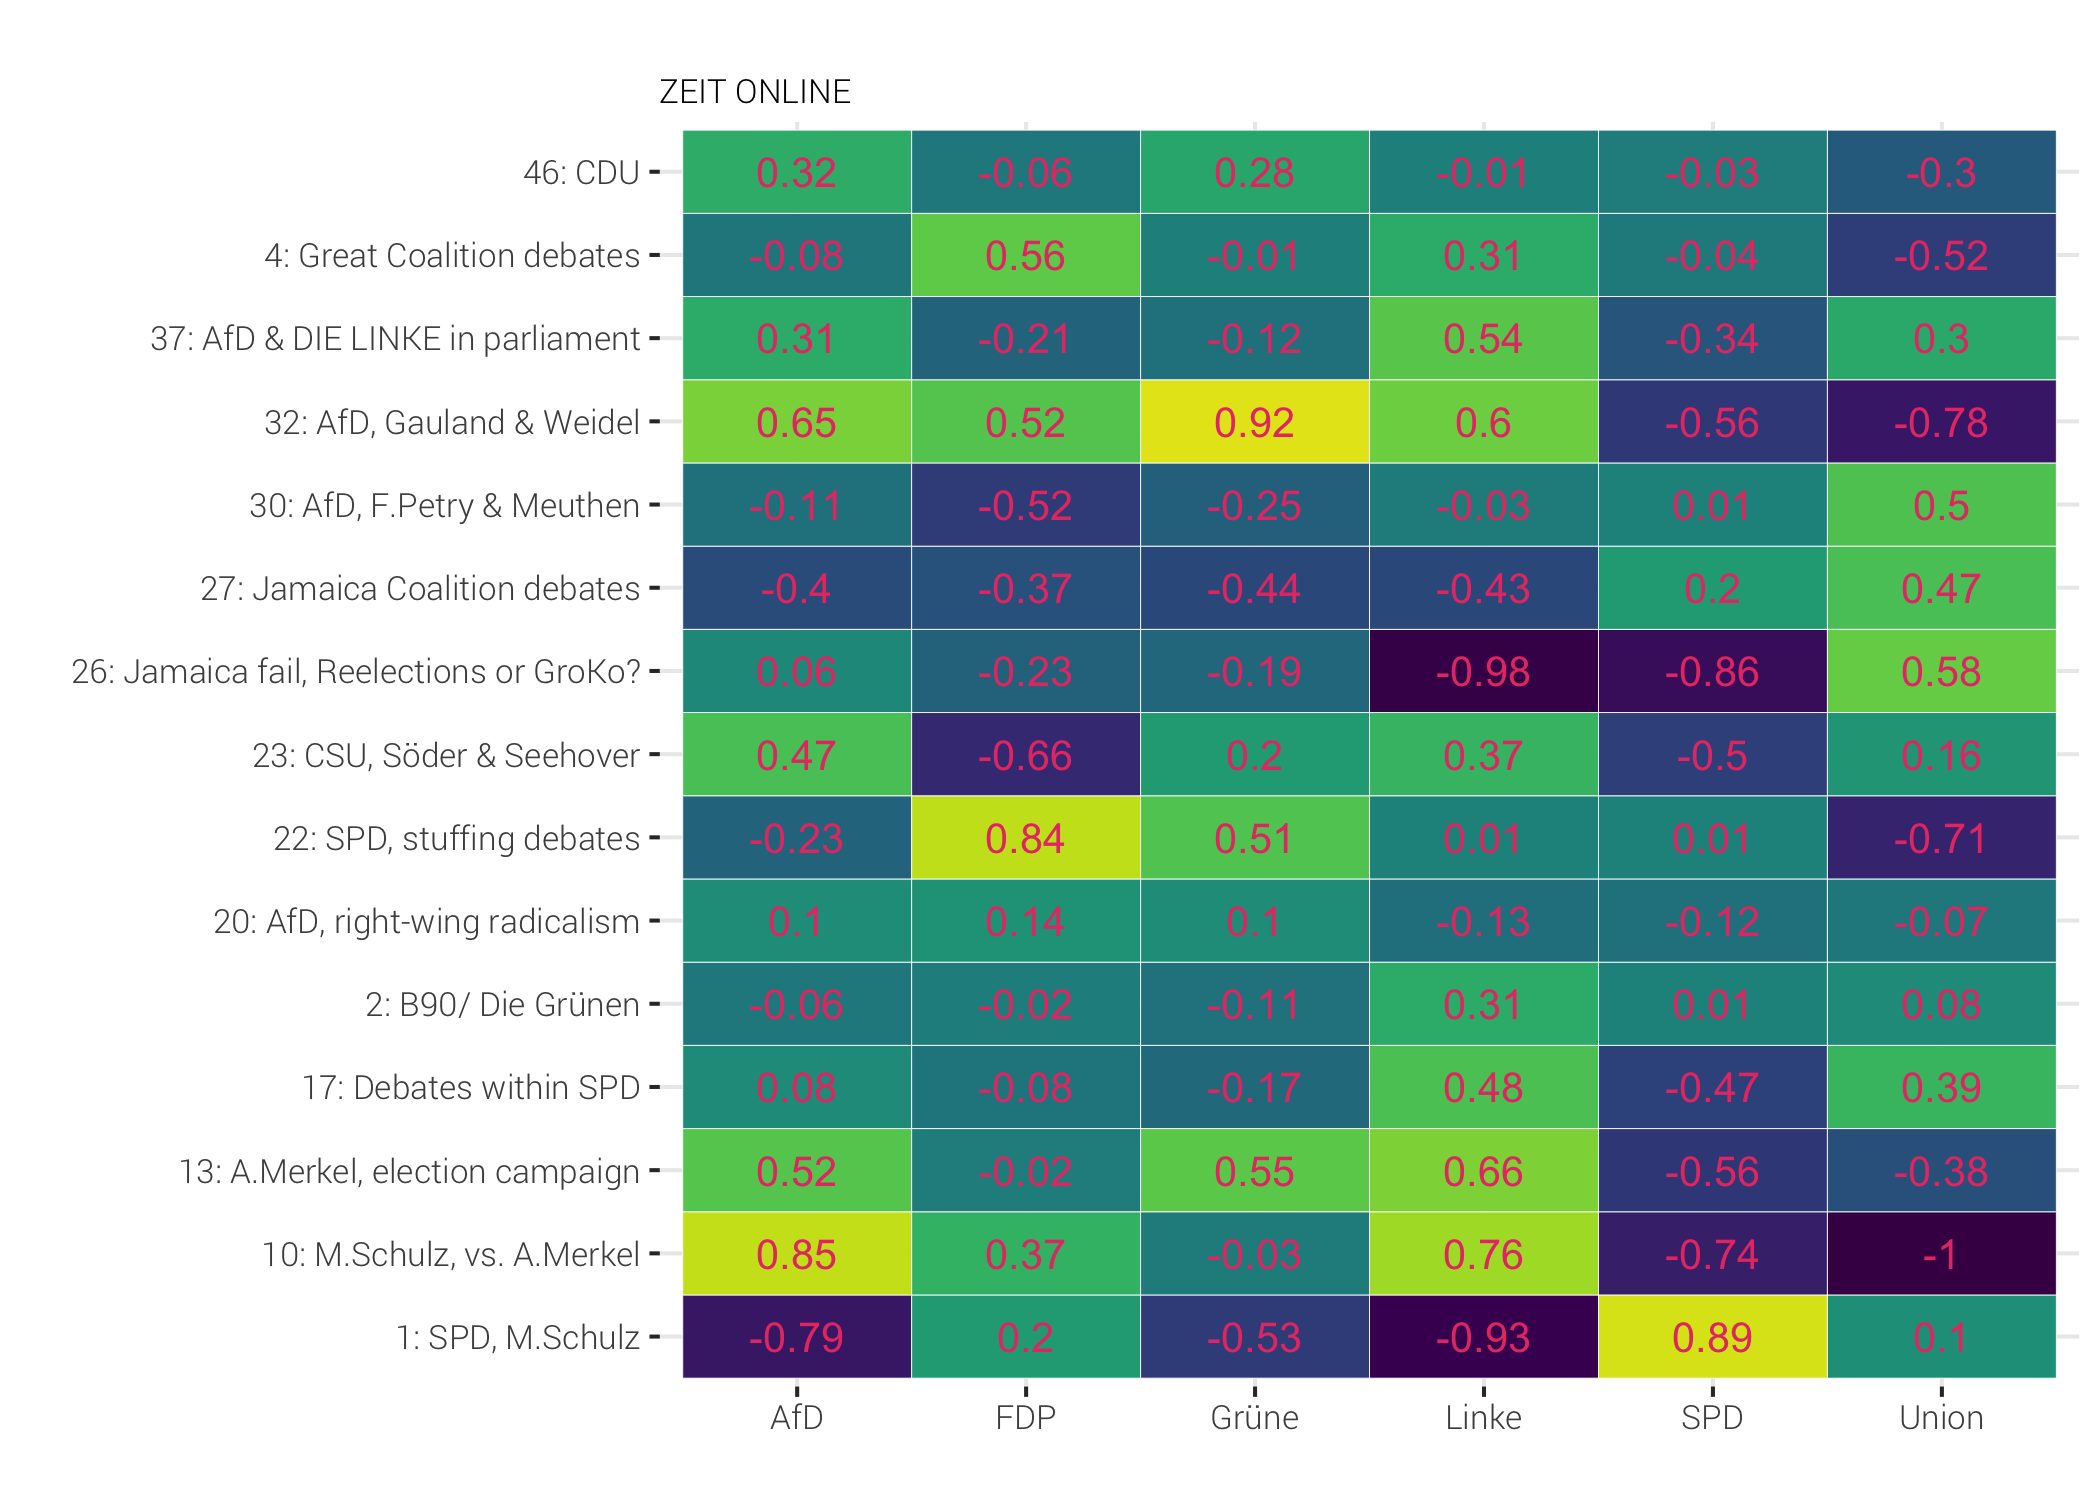 ZEIT ONLINE
46: CDU 0.32 -0.06 0.28 -0.01 -0.03 -0.3
4: Great Coalition debates -0.08 0.56 -0.01 0.31 -0.04 -0.52
37: AfD & DIE LINKE in parliament 0.31 -0.21 -0.12 0.54 -0.34 0.3
32: AfD, Gauland & Weidel 0.65 0.52 0.92 0.6 -0.56 -0.78
30: AfD, F.Petry & Meuthen -0.11 -0.52 -0.25 -0.03 0.01 0.5
27: Jamaica Coalition debates -0.4 -0.37 -0.44 -0.43 0.2 0.47
26: Jamaica fail, Reelections or GroKo? 0.06 -0.23 -0.19 -0.98 -0.86 0.58
23: CSU, Söder & Seehover 0.47 -0.66 0.2 0.37 -0.5 0.16
22: SPD, stuffing debates -0.23 0.84 0.51 0.01 0.01 -0.71
20: AfD, right-wing radicalism 0.1 0.14 0.1 -0.13 -0.12 -0.07
2: B90/ Die Grünen -0.06 -0.02 -0.11 0.31 0.01 0.08
17: Debates within SPD 0.08 -0.08 -0.17 0.48 -0.47 0.39
13: A.Merkel, election campaign 0.52 -0.02 0.55 0.66 -0.56 -0.38
10: M.Schulz, vs. A.Merkel 0.85 0.37 -0.03 0.76 -0.74 -1
1: SPD, M.Schulz -0.79 0.2 -0.53 -0.93 0.89 0.1
AfD FDP Grüne Linke SPD Union